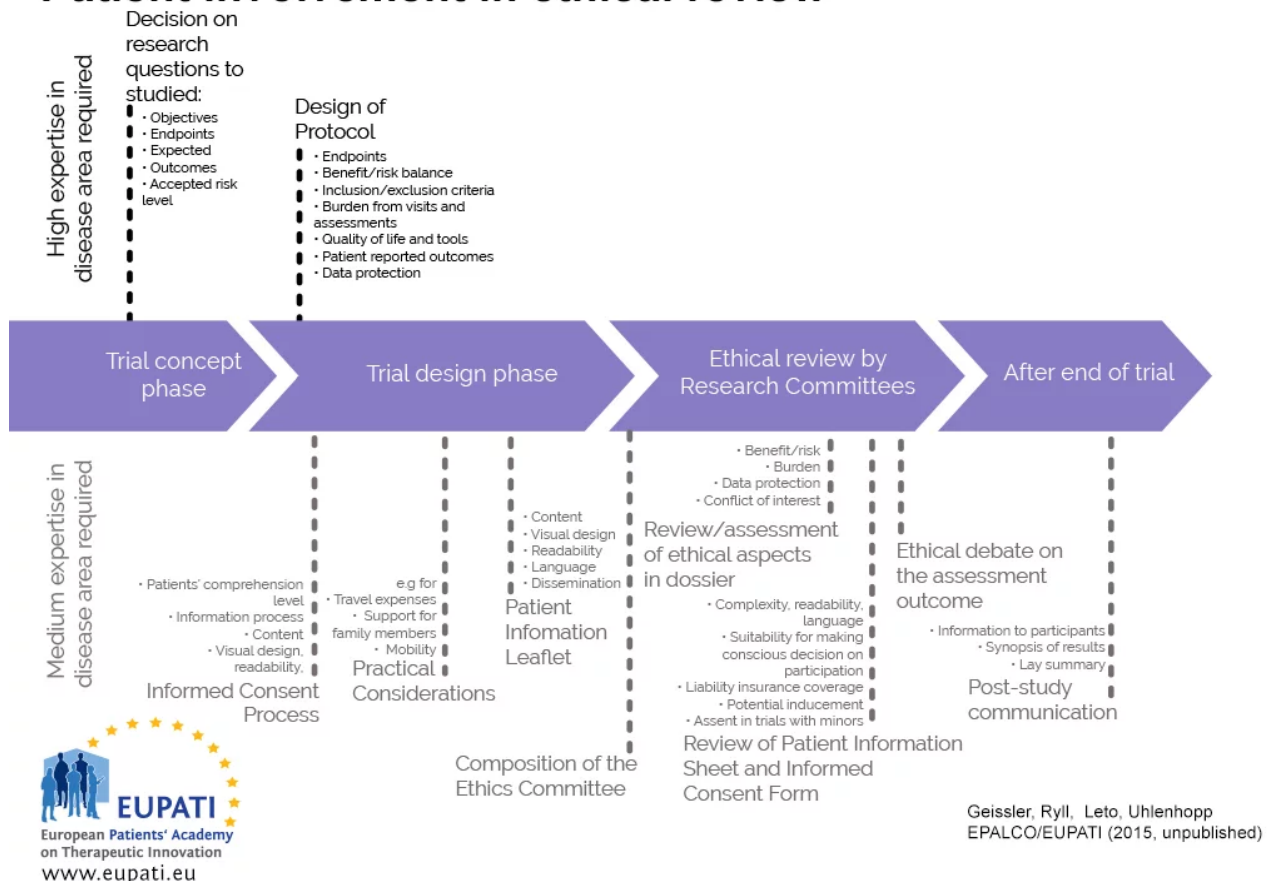 Decision on
research
questions to
studied:
• Objectives
• Endpoints
• Expected
• Outcomes
• Accepted risk
level
High expertise in
disease area required
Design of
Protocol
• Endpoints
• Benefit/risk balance
• Inclusion/exclusion criteria
• Burden from visits and
assessments
• Quality of life and tools
• Patient reported outcomes
• Data protection
Trial concept
phase
Trial design phase
Ethical review by
Research Committees
After end of trial
Medium expertise in
disease area required
• Patients' comprehension
level
• Information process
• Content
• Visual design,
readability,
Informed Consent
Process
e.g for
• Travel expenses
• Support for
family members
• Mobility
Practical
Considerations
• Content
• Visual design
• Readability
• Language
• Dissemination
Patient
Infomation
Leaflet
Composition of the
Ethics Committee
• Benefit/risk
• Burden
• Data protection
• Conflict of interest
Review/assessment
of ethical aspects
in dossier
• Complexity, readability,
language
• Suitability for making
conscious decision on
participation
• Liability insurance coverage
• Potential inducement
• Assent in trials with minors
Review of Patient Information
Sheet and Informed
Consent Form
Ethical debate on
the assessment
outcome
• Information to participants
• Synopsis of results
• Lay summary
Post-study
communication
EUPATI
European Patients' Academy
on Therapeutic Innovation
www.eupati.eu
Geissler, Ryll, Leto, Uhlenhopp
EPALCO/EUPATI (2015, unpublished)